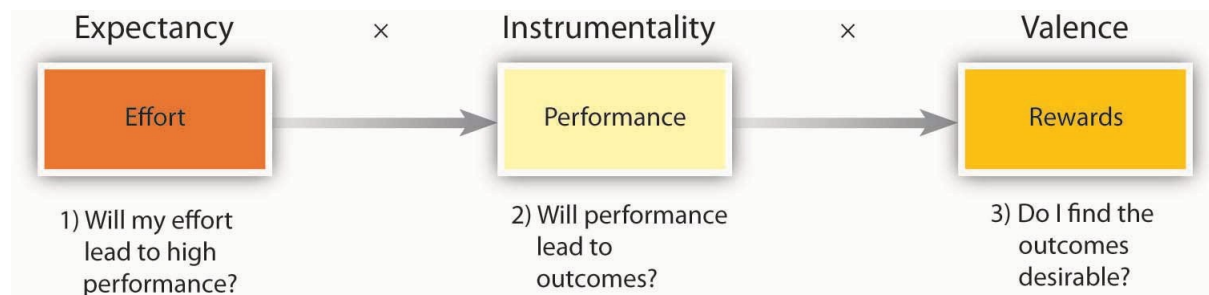 Expectancy × Instrumentality × Valence
Effort
Performance
Rewards
1) Will my effort
lead to high
performance?
2) Will performance
lead to
outcomes?
3) Do I find the
outcomes
desirable?